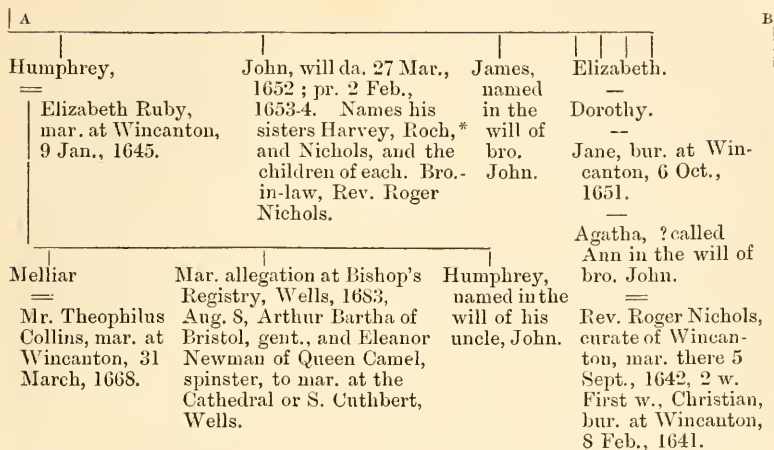 A
B
Humphrey,
=
Elizabeth Ruby,
mar. at Wincanton,
9 Jan., 1645.
John, will da. 27 Mar.,
1652 ; pr. 2 Feb.,
1653-4. Names his
sisters Harvey, Roch,*
and Nichols, and the
children of each. Bro.-
in-law, Rev. Roger
Nichols.
James,
named
in the
will of
bro.
John.
Elizabeth.
—
Dorothy.
--
Jane, bur. at Win-
canton, 6 Oct.,
1651.
—
Agatha, ?called
Ann in the will of
bro. John.
=
Rev. Roger Nichols,
curate of Wincan-
ton, mar. there 5
Sept., 1642, 2 w.
First w., Christian,
bur. at Wincanton,
8 Feb., 1641.
Melliar
=
Mr. Theophilus
Collins, mar. at
Wincanton, 31
March, 1668.
Mar. allegation at Bishop's
Registry, Wells, 1683,
Aug. 8, Arthur Bartha of
Bristol, gent., and Eleanor
Newman of Queen Camel,
spinster, to mar. at the
Cathedral or S. Cuthbert,
Wells.
Humphrey,
named in the
will of his
uncle, John.